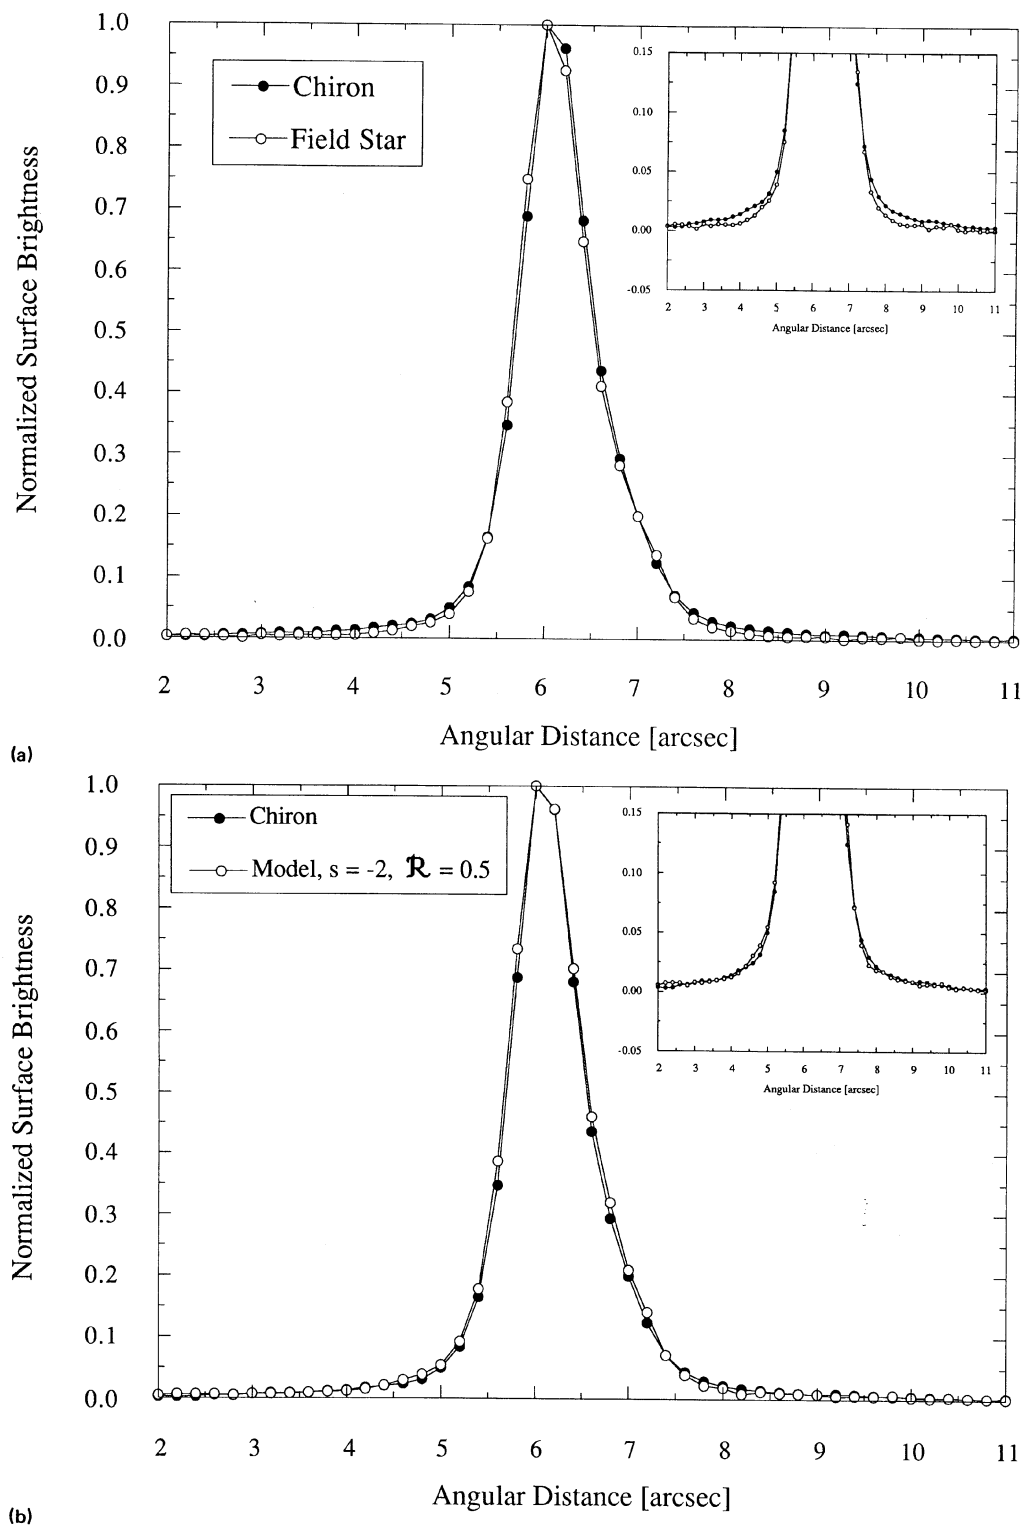 1.0
0.9
0.8
0.7
0.6
0.5
0.4
0.3
0.2
0.1
0.0
Normalized Surface Brightness
Chiron
Field Star
0.15
0.10
0.05
0.00
-0.05
2 3 4 5 6 7 8 9 10 11
Angular Distance [arcsec]
2 3 4 5 6 7 8 9 10 11
Angular Distance [arcsec]
(a)
1.0
0.9
0.8
0.7
0.6
0.5
0.4
0.3
0.2
0.1
0.0
Normalized Surface Brightness
Chiron
Model, s = -2, ℜ = 0.5
0.15
0.10
0.05
0.00
-0.05
2 3 4 5 6 7 8 9 10 11
Angular Distance [arcsec]
2 3 4 5 6 7 8 9 10 11
Angular Distance [arcsec]
(b)